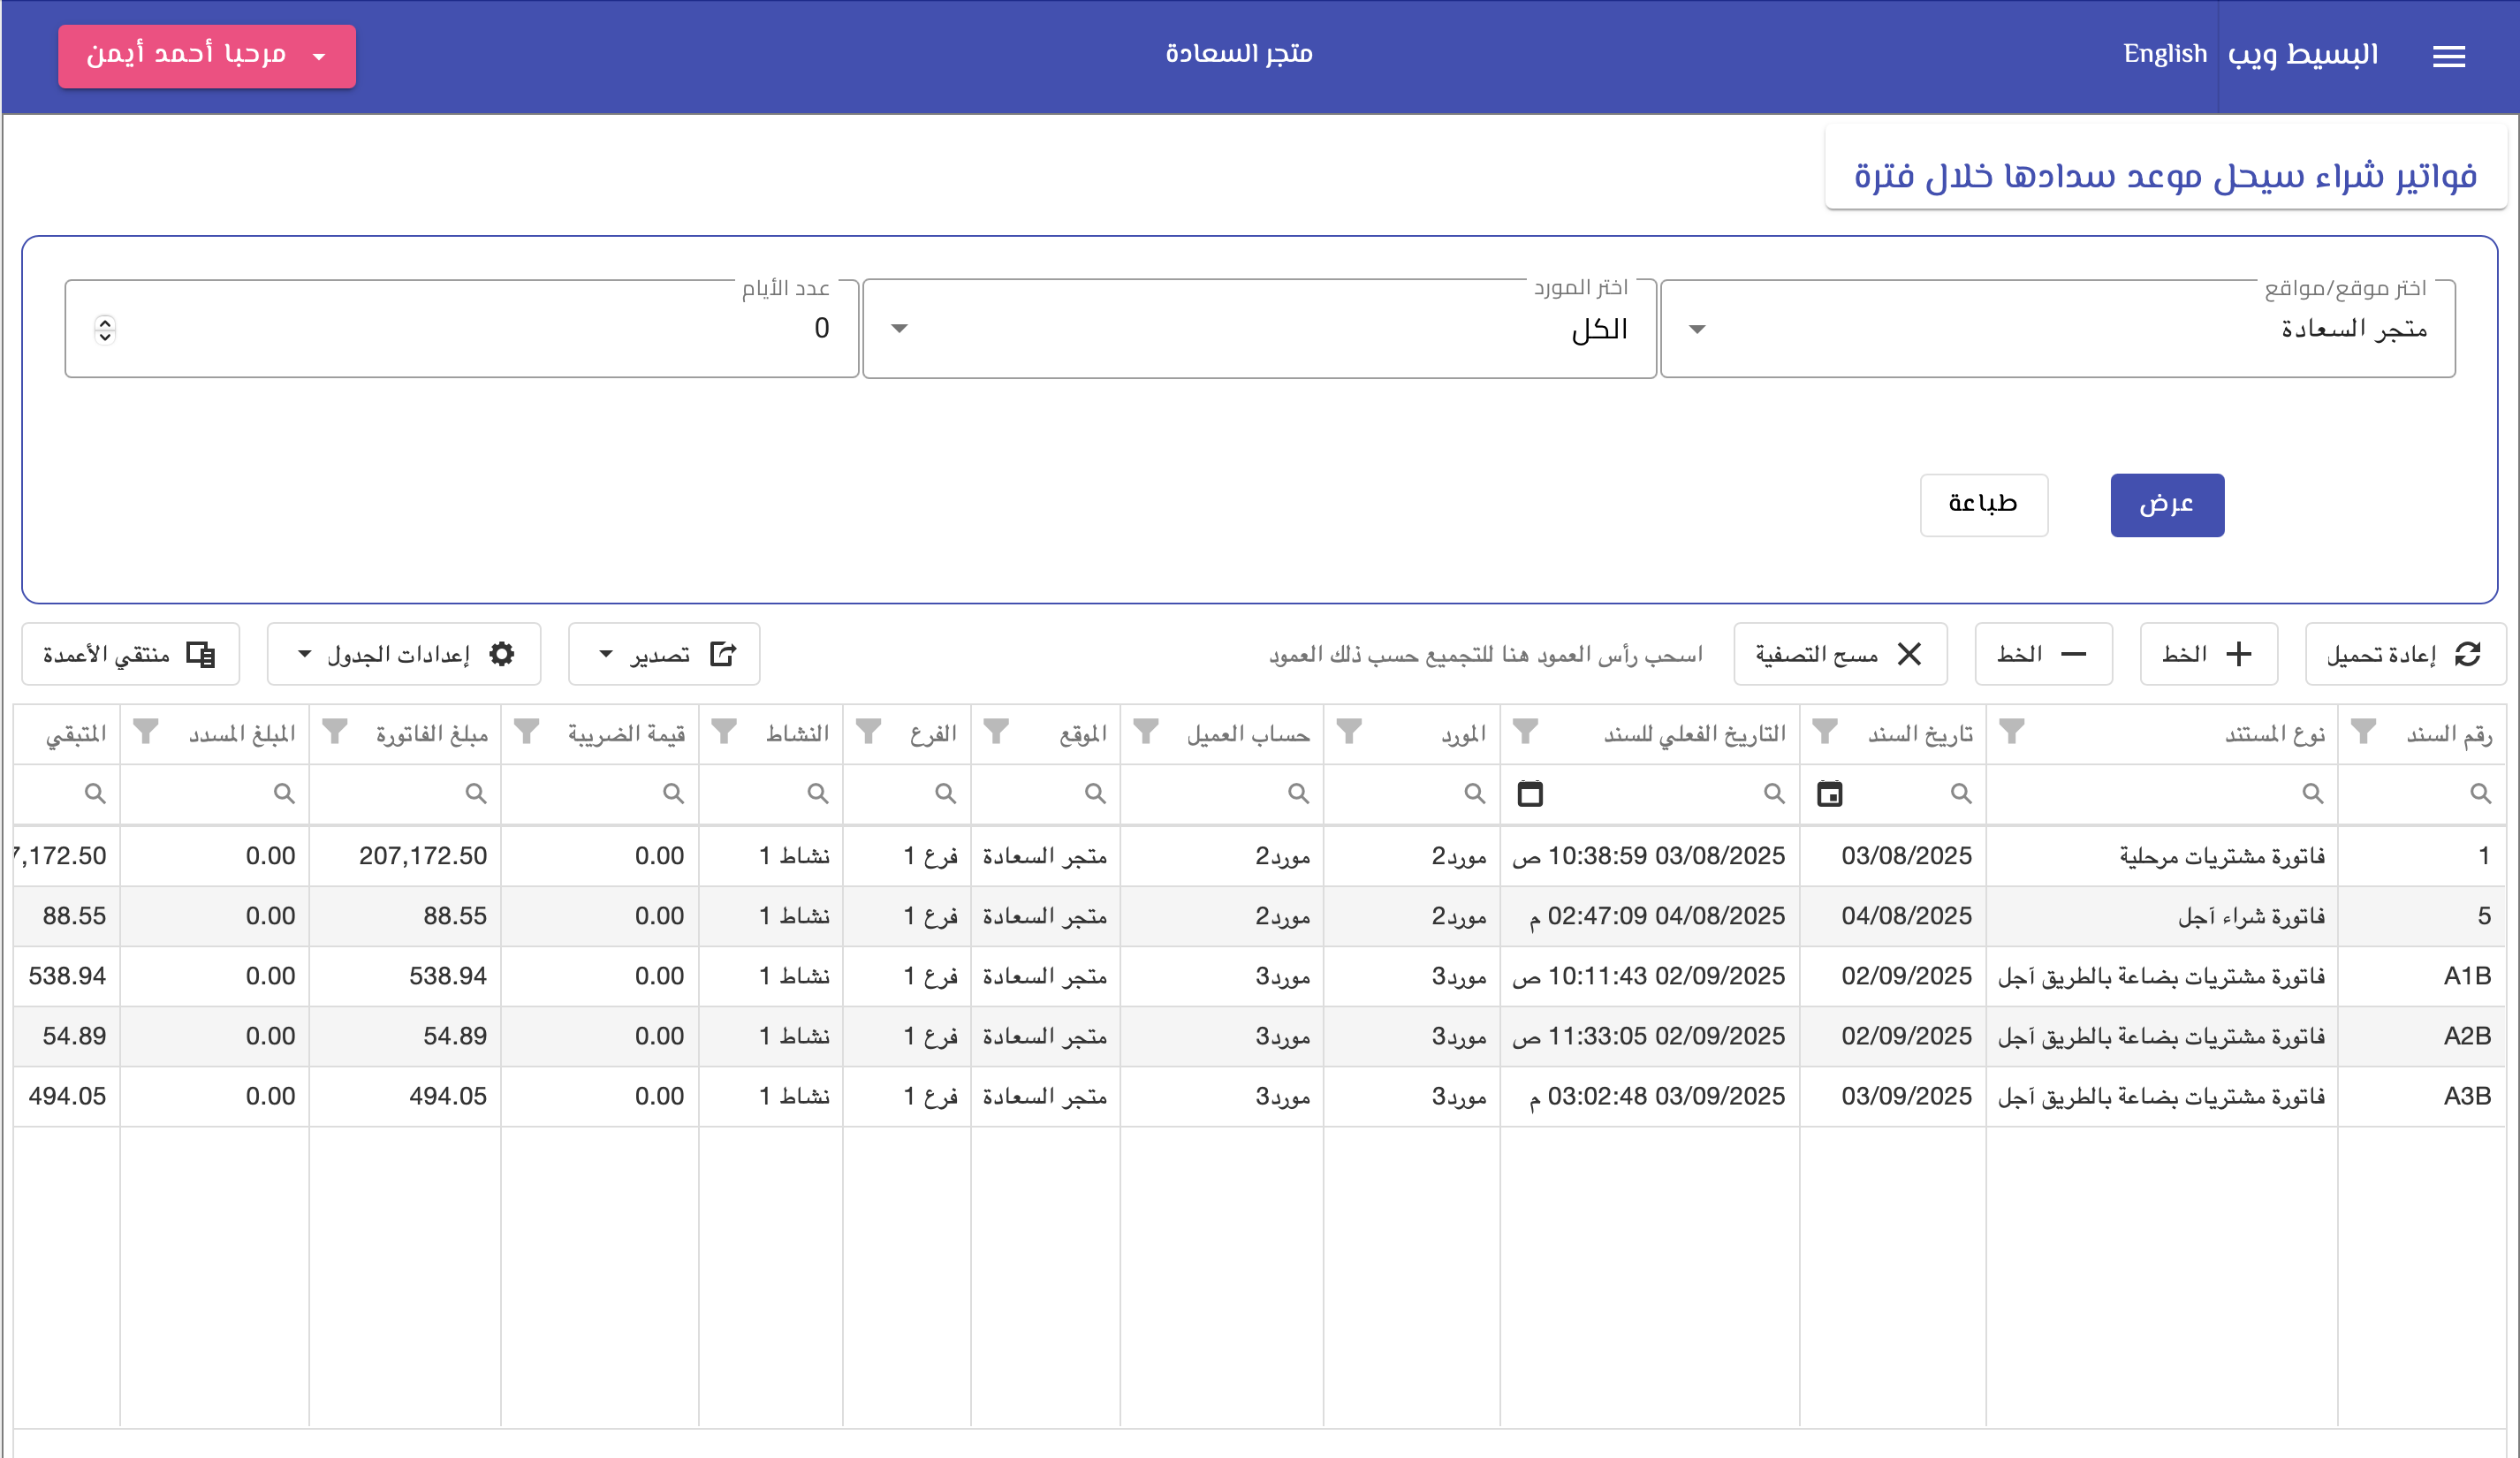 البسيط ويب English متجر السعادة مرحبا أحمد أيمن
فواتير شراء سيحل موعد سدادها خلال فترة
اختر موقع/مواقع اختر المورد عدد الأيام
متجر السعادة الكل 0
عرض طباعة
إعادة تحميل الخط الخط مسح التصفية اسحب رأس العمود هنا للتجميع حسب ذلك العمود تصدير إعدادات الجدول منتقي الأعمدة
رقم السند نوع المستند تاريخ السند التاريخ الفعلي للسند المورد حساب العميل الموقع الفرع النشاط قيمة الضريبة مبلغ الفاتورة المبلغ المسدد المتبقي
1 فاتورة مشتريات مرحلية 03/08/2025 03/08/2025 10:38:59 ص مورد2 مورد2 متجر السعادة فرع 1 نشاط 1 0.00 207,172.50 0.00 7,172.50
5 فاتورة شراء آجل 04/08/2025 04/08/2025 02:47:09 م مورد2 مورد2 متجر السعادة فرع 1 نشاط 1 0.00 88.55 0.00 88.55
A1B فاتورة مشتريات بضاعة بالطريق آجل 02/09/2025 02/09/2025 10:11:43 ص مورد3 مورد3 متجر السعادة فرع 1 نشاط 1 0.00 538.94 0.00 538.94
A2B فاتورة مشتريات بضاعة بالطريق آجل 02/09/2025 02/09/2025 11:33:05 ص مورد3 مورد3 متجر السعادة فرع 1 نشاط 1 0.00 54.89 0.00 54.89
A3B فاتورة مشتريات بضاعة بالطريق آجل 03/09/2025 03/09/2025 03:02:48 م مورد3 مورد3 متجر السعادة فرع 1 نشاط 1 0.00 494.05 0.00 494.05